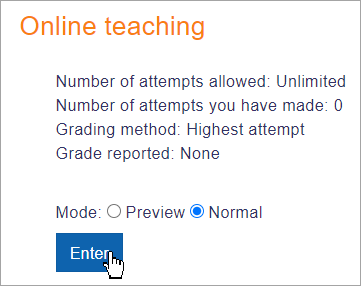 Online teaching
Number of attempts allowed: Unlimited
Number of attempts you have made: 0
Grading method: Highest attempt
Grade reported: None
Mode: Preview Normal
Enter